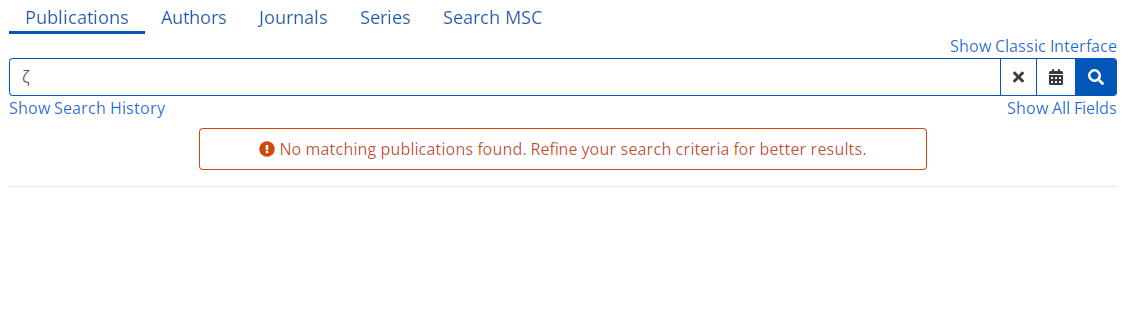 Publications Authors Journals Series Search MSC
Show Classic Interface
ζ
Show Search History Show All Fields
No matching publications found. Refine your search criteria for better results.